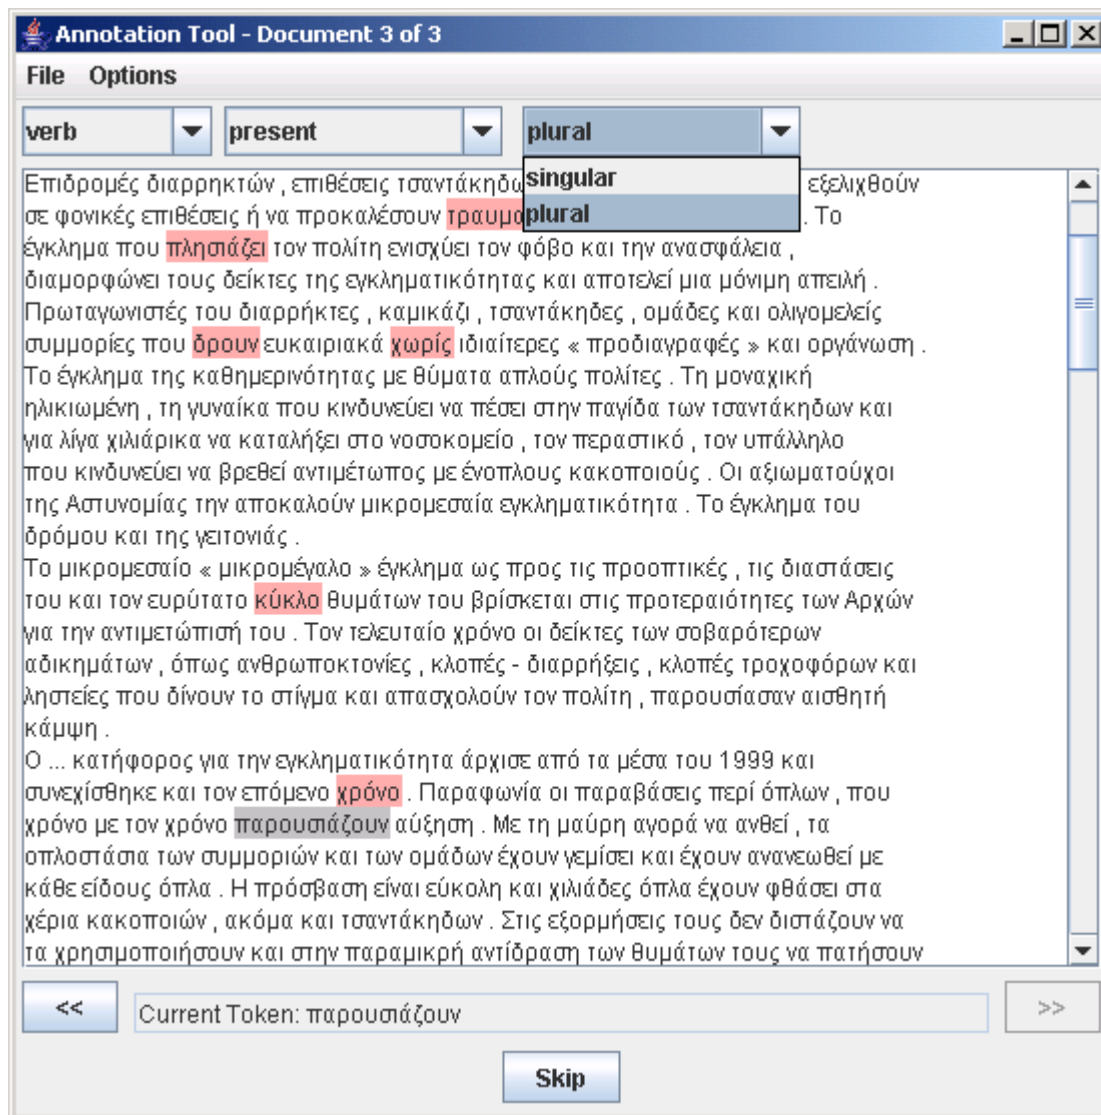 Annotation Tool - Document 3 of 3
File Options
verb present plural
singular
plural
Επιδρομές διαρρηκτών , επιθέσεις εξελιχθούν
σε φονικές επιθέσεις ή να προκαλέσουν . Το
έγκλημα που πλησιάζει τον πολίτη ενισχύει τον φόβο και την ανασφάλεια ,
διαμορφώνει τους δείκτες της εγκληματικότητας και αποτελεί μια μόνιμη απειλή .
Πρωταγωνιστές του διαρρήκτες , καμικάζι , τσαντάκηδες , ομάδες και ολιγομελείς
συμμορίες που δρουν ευκαιριακά χωρίς ιδιαίτερες « προδιαγραφές » και οργάνωση .
Το έγκλημα της καθημερινότητας με θύματα απλούς πολίτες . Τη μοναχική
ηλικιωμένη , τη γυναίκα που κινδυνεύει να πέσει στην παγίδα των τσαντάκηδων και
για λίγα χιλιάρικα να καταλήξει στο νοσοκομείο , τον περαστικό , τον υπάλληλο
που κινδυνεύει να βρεθεί αντιμέτωπος με ένοπλους κακοποιούς . Οι αξιωματούχοι
της Αστυνομίας την αποκαλούν μικρομεσαία εγκληματικότητα . Το έγκλημα του
δρόμου και της γειτονιάς .
Το μικρομεσαίο « μικρομέγαλο » έγκλημα ως προς τις προοπτικές , τις διαστάσεις
του και τον ευρύτατο κύκλο θυμάτων του βρίσκεται στις προτεραιότητες των Αρχών
για την αντιμετώπισή του . Τον τελευταίο χρόνο οι δείκτες των σοβαρότερων
αδικημάτων , όπως ανθρωποκτονίες , κλοπές - διαρρήξεις , κλοπές τροχοφόρων και
ληστείες που δίνουν το στίγμα και απασχολούν τον πολίτη , παρουσίασαν αισθητή
κάμψη .
Ο ... κατήφορος για την εγκληματικότητα άρχισε από τα μέσα του 1999 και
συνεχίσθηκε και τον επόμενο χρόνο . Παραφωνία οι παραβάσεις περί όπλων , που
χρόνο με τον χρόνο παρουσιάζουν αύξηση . Με τη μαύρη αγορά να ανθεί , τα
οπλοστάσια των συμμοριών και των ομάδων έχουν γεμίσει και έχουν ανανεωθεί με
κάθε είδους όπλα . Η πρόσβαση είναι εύκολη και χιλιάδες όπλα έχουν φθάσει στα
χέρια κακοποιών , ακόμα και τσαντάκηδων . Στις εξορμήσεις τους δεν διστάζουν να
τα χρησιμοποιήσουν και στην παραμικρή αντίδραση των θυμάτων τους να πατήσουν
<< Current Token: παρουσιάζουν >>
Skip